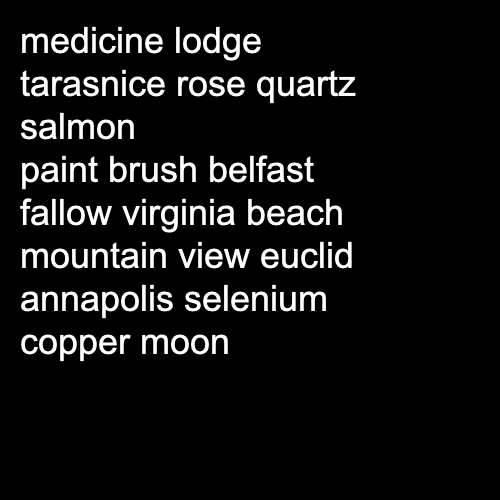 medicine lodge
tarasnice rose quartz
salmon
paint brush belfast
fallow virginia beach
mountain view euclid
annapolis selenium
copper moon